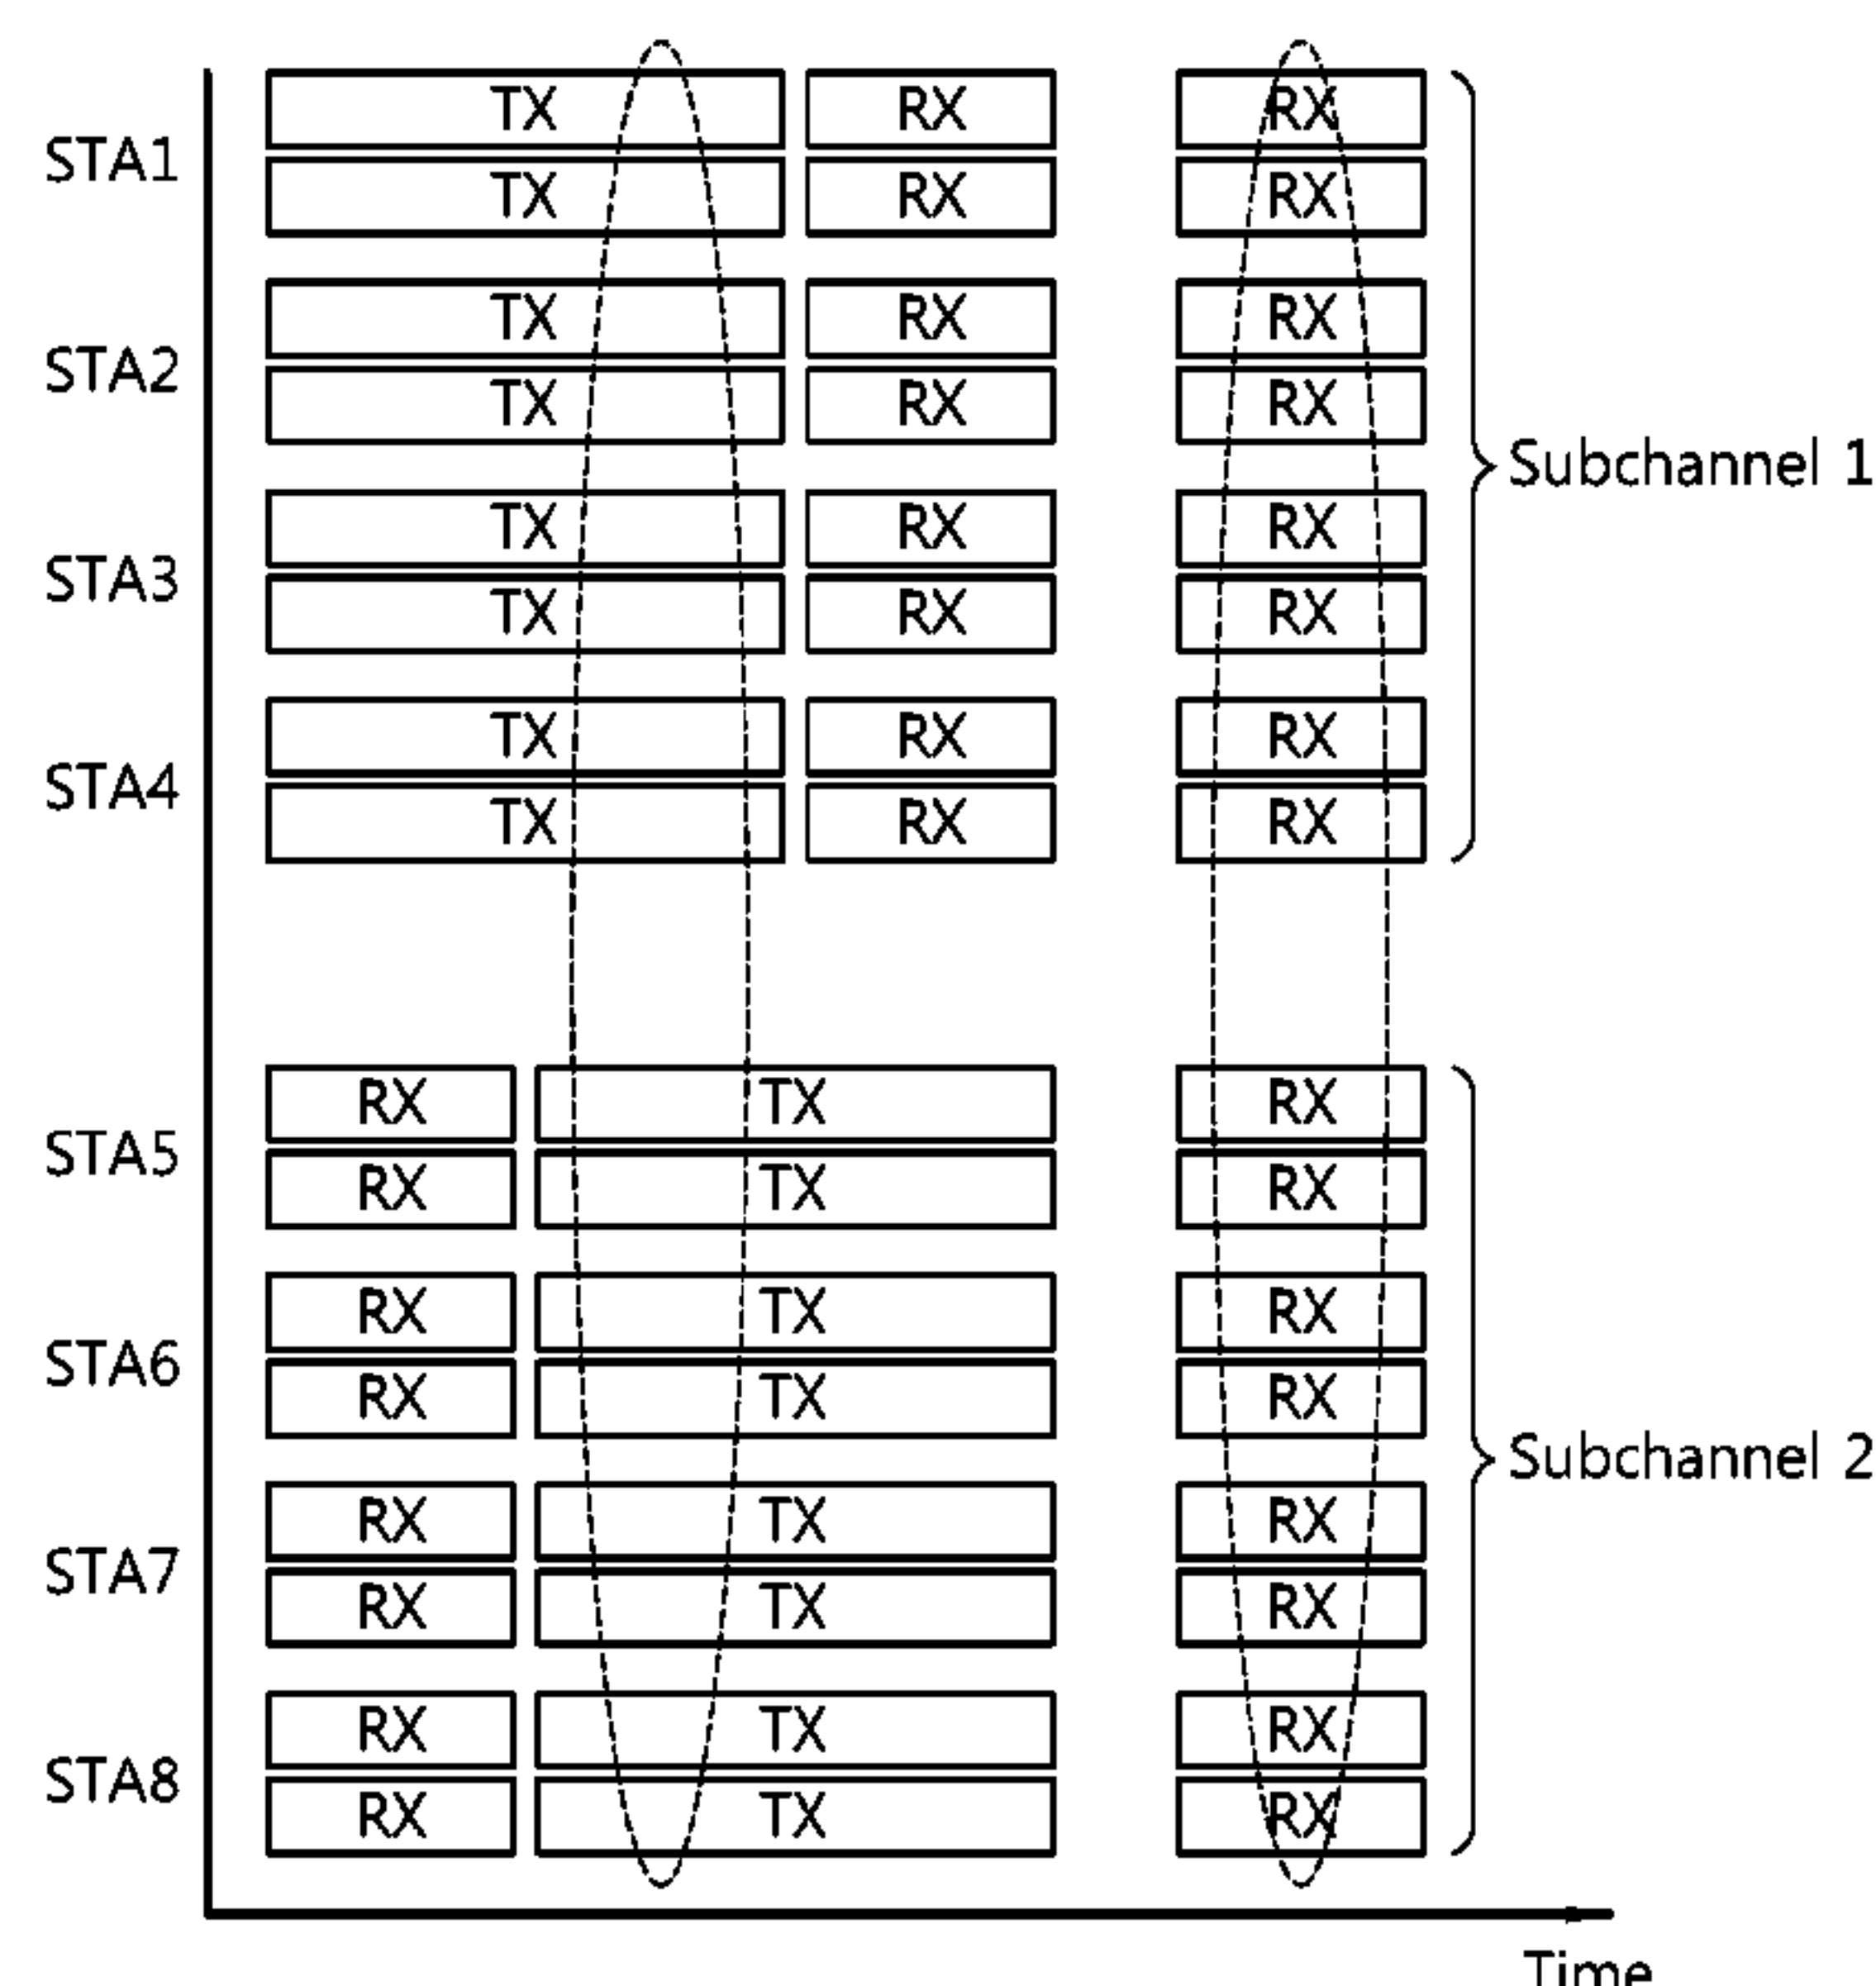 TX RX RX
STA1
TX RX RX
TX RX RX
STA2
TX RX RX
Subchannel 1
TX RX RX
STA3
TX RX RX
TX RX RX
STA4
TX RX RX
RX TX RX
STA5
RX TX RX
RX TX RX
STA6
RX TX RX
Subchannel 2
RX TX RX
STA7
RX TX RX
RX TX RX
STA8
RX TX RX
Time